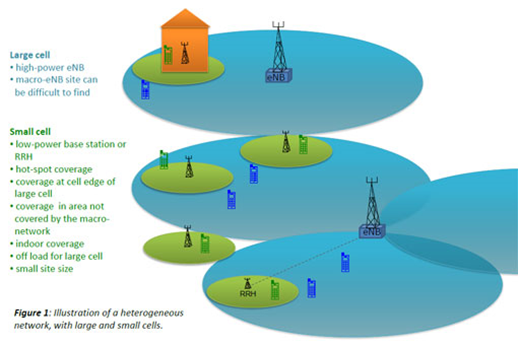 Large cell
• high-power eNB
• macro-eNB site can
be difficult to find
Small cell
• low-power base station or
RRH
• hot-spot coverage
• coverage at cell edge of
large cell
• coverage in area not
covered by the macro-
network
• indoor coverage
• off load for large cell
• small site size
eNB
eNB
RRH
Figure 1: Illustration of a heterogeneous
network, with large and small cells.